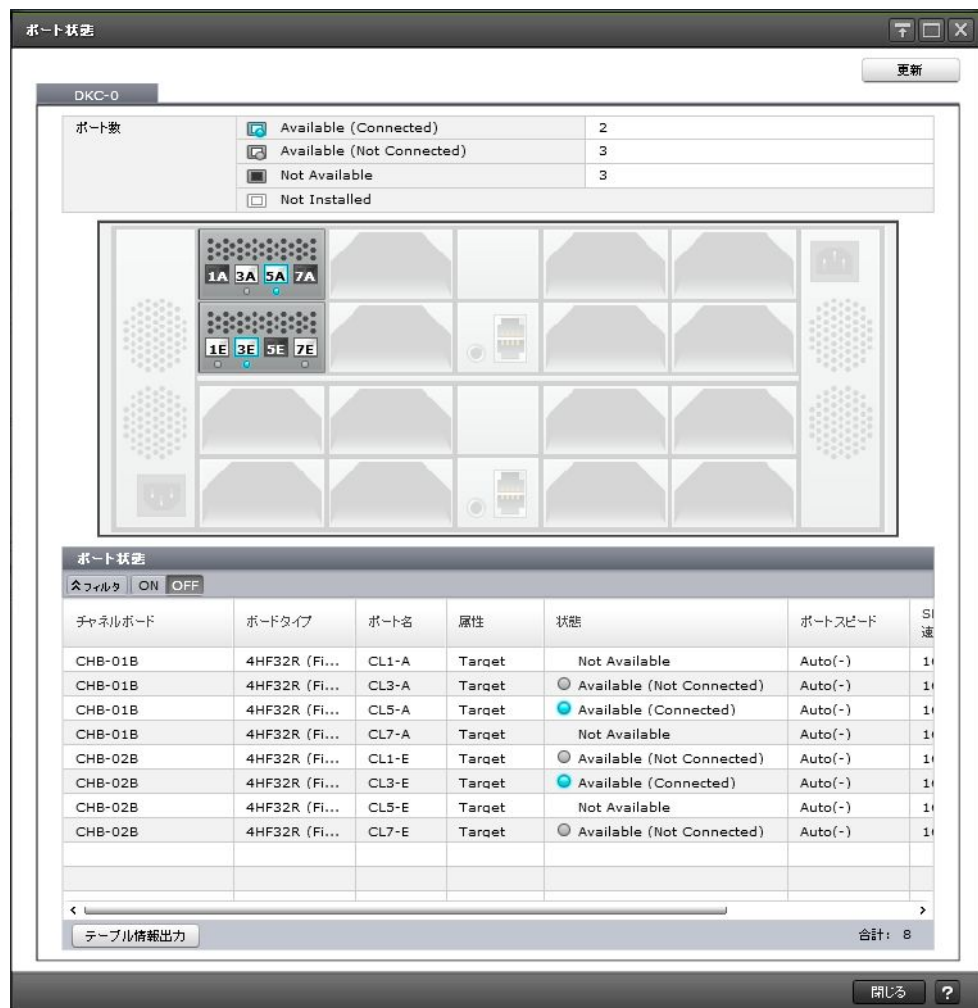 ポート状態
更新
DKC-0
ポート数
Available (Connected) 2
Available (Not Connected) 3
Not Available 3
Not Installed
1A 3A 5A 7A
1E 3E 5E 7E
ポート状態
フィルタ ON OFF
チャネルボード ボードタイプ ポート名 属性 状態 ポートスピード
CHB-01B 4HF32R (Fi... CL1-A Target Not Available Auto(-)
CHB-01B 4HF32R (Fi... CL3-A Target Available (Not Connected) Auto(-)
CHB-01B 4HF32R (Fi... CL5-A Target Available (Connected) Auto(-)
CHB-01B 4HF32R (Fi... CL7-A Target Not Available Auto(-)
CHB-02B 4HF32R (Fi... CL1-E Target Available (Not Connected) Auto(-)
CHB-02B 4HF32R (Fi... CL3-E Target Available (Connected) Auto(-)
CHB-02B 4HF32R (Fi... CL5-E Target Not Available Auto(-)
CHB-02B 4HF32R (Fi... CL7-E Target Available (Not Connected) Auto(-)
テーブル情報出力 合計: 8
閉じる ?